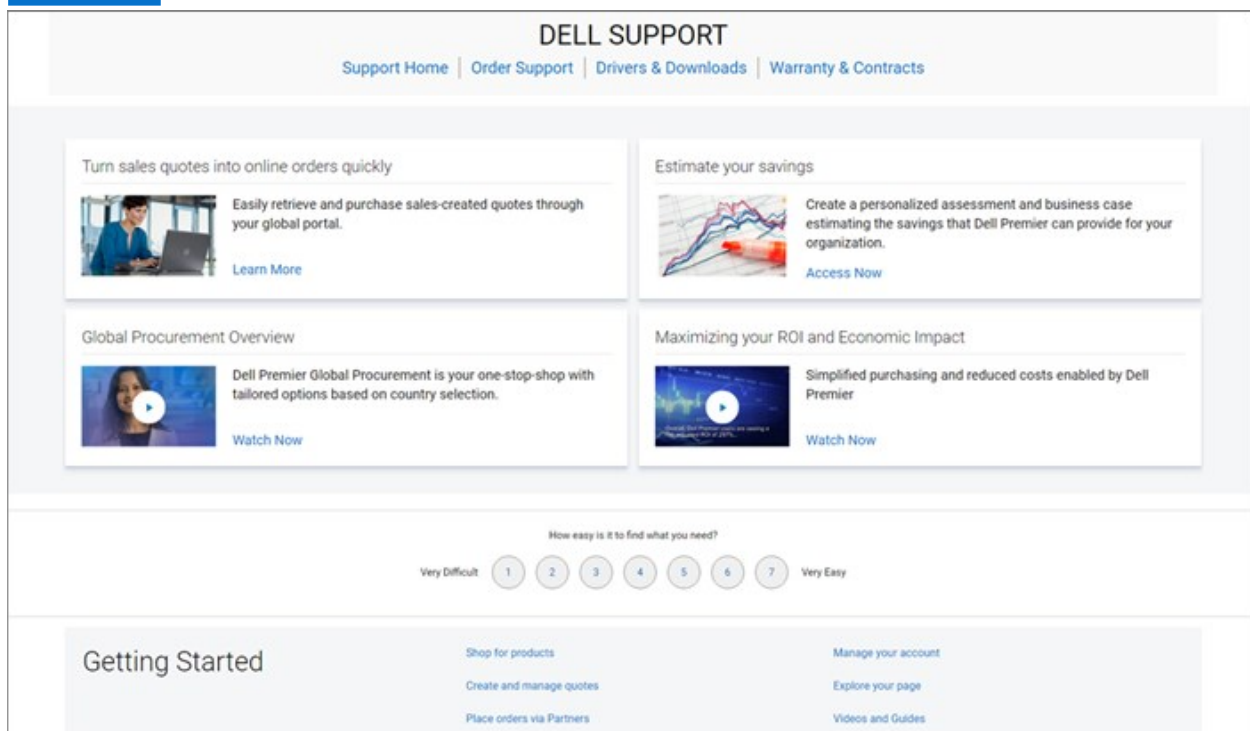 DELL SUPPORT
Support Home | Order Support | Drivers & Downloads | Warranty & Contracts
Turn sales quotes into online orders quickly
Easily retrieve and purchase sales-created quotes through
your global portal.
Learn More
Estimate your savings
Create a personalized assessment and business case
estimating the savings that Dell Premier can provide for your
organization.
Access Now
Global Procurement Overview
Dell Premier Global Procurement is your one-stop-shop with
tailored options based on country selection.
Watch Now
Maximizing your ROI and Economic Impact
Simplified purchasing and reduced costs enabled by Dell
Premier
Watch Now
How easy is it to find what you need?
Very Difficult 1 2 3 4 5 6 7 Very Easy
Getting Started
Shop for products
Create and manage quotes
Place orders via Partners
Manage your account
Explore your page
Videos and Guides